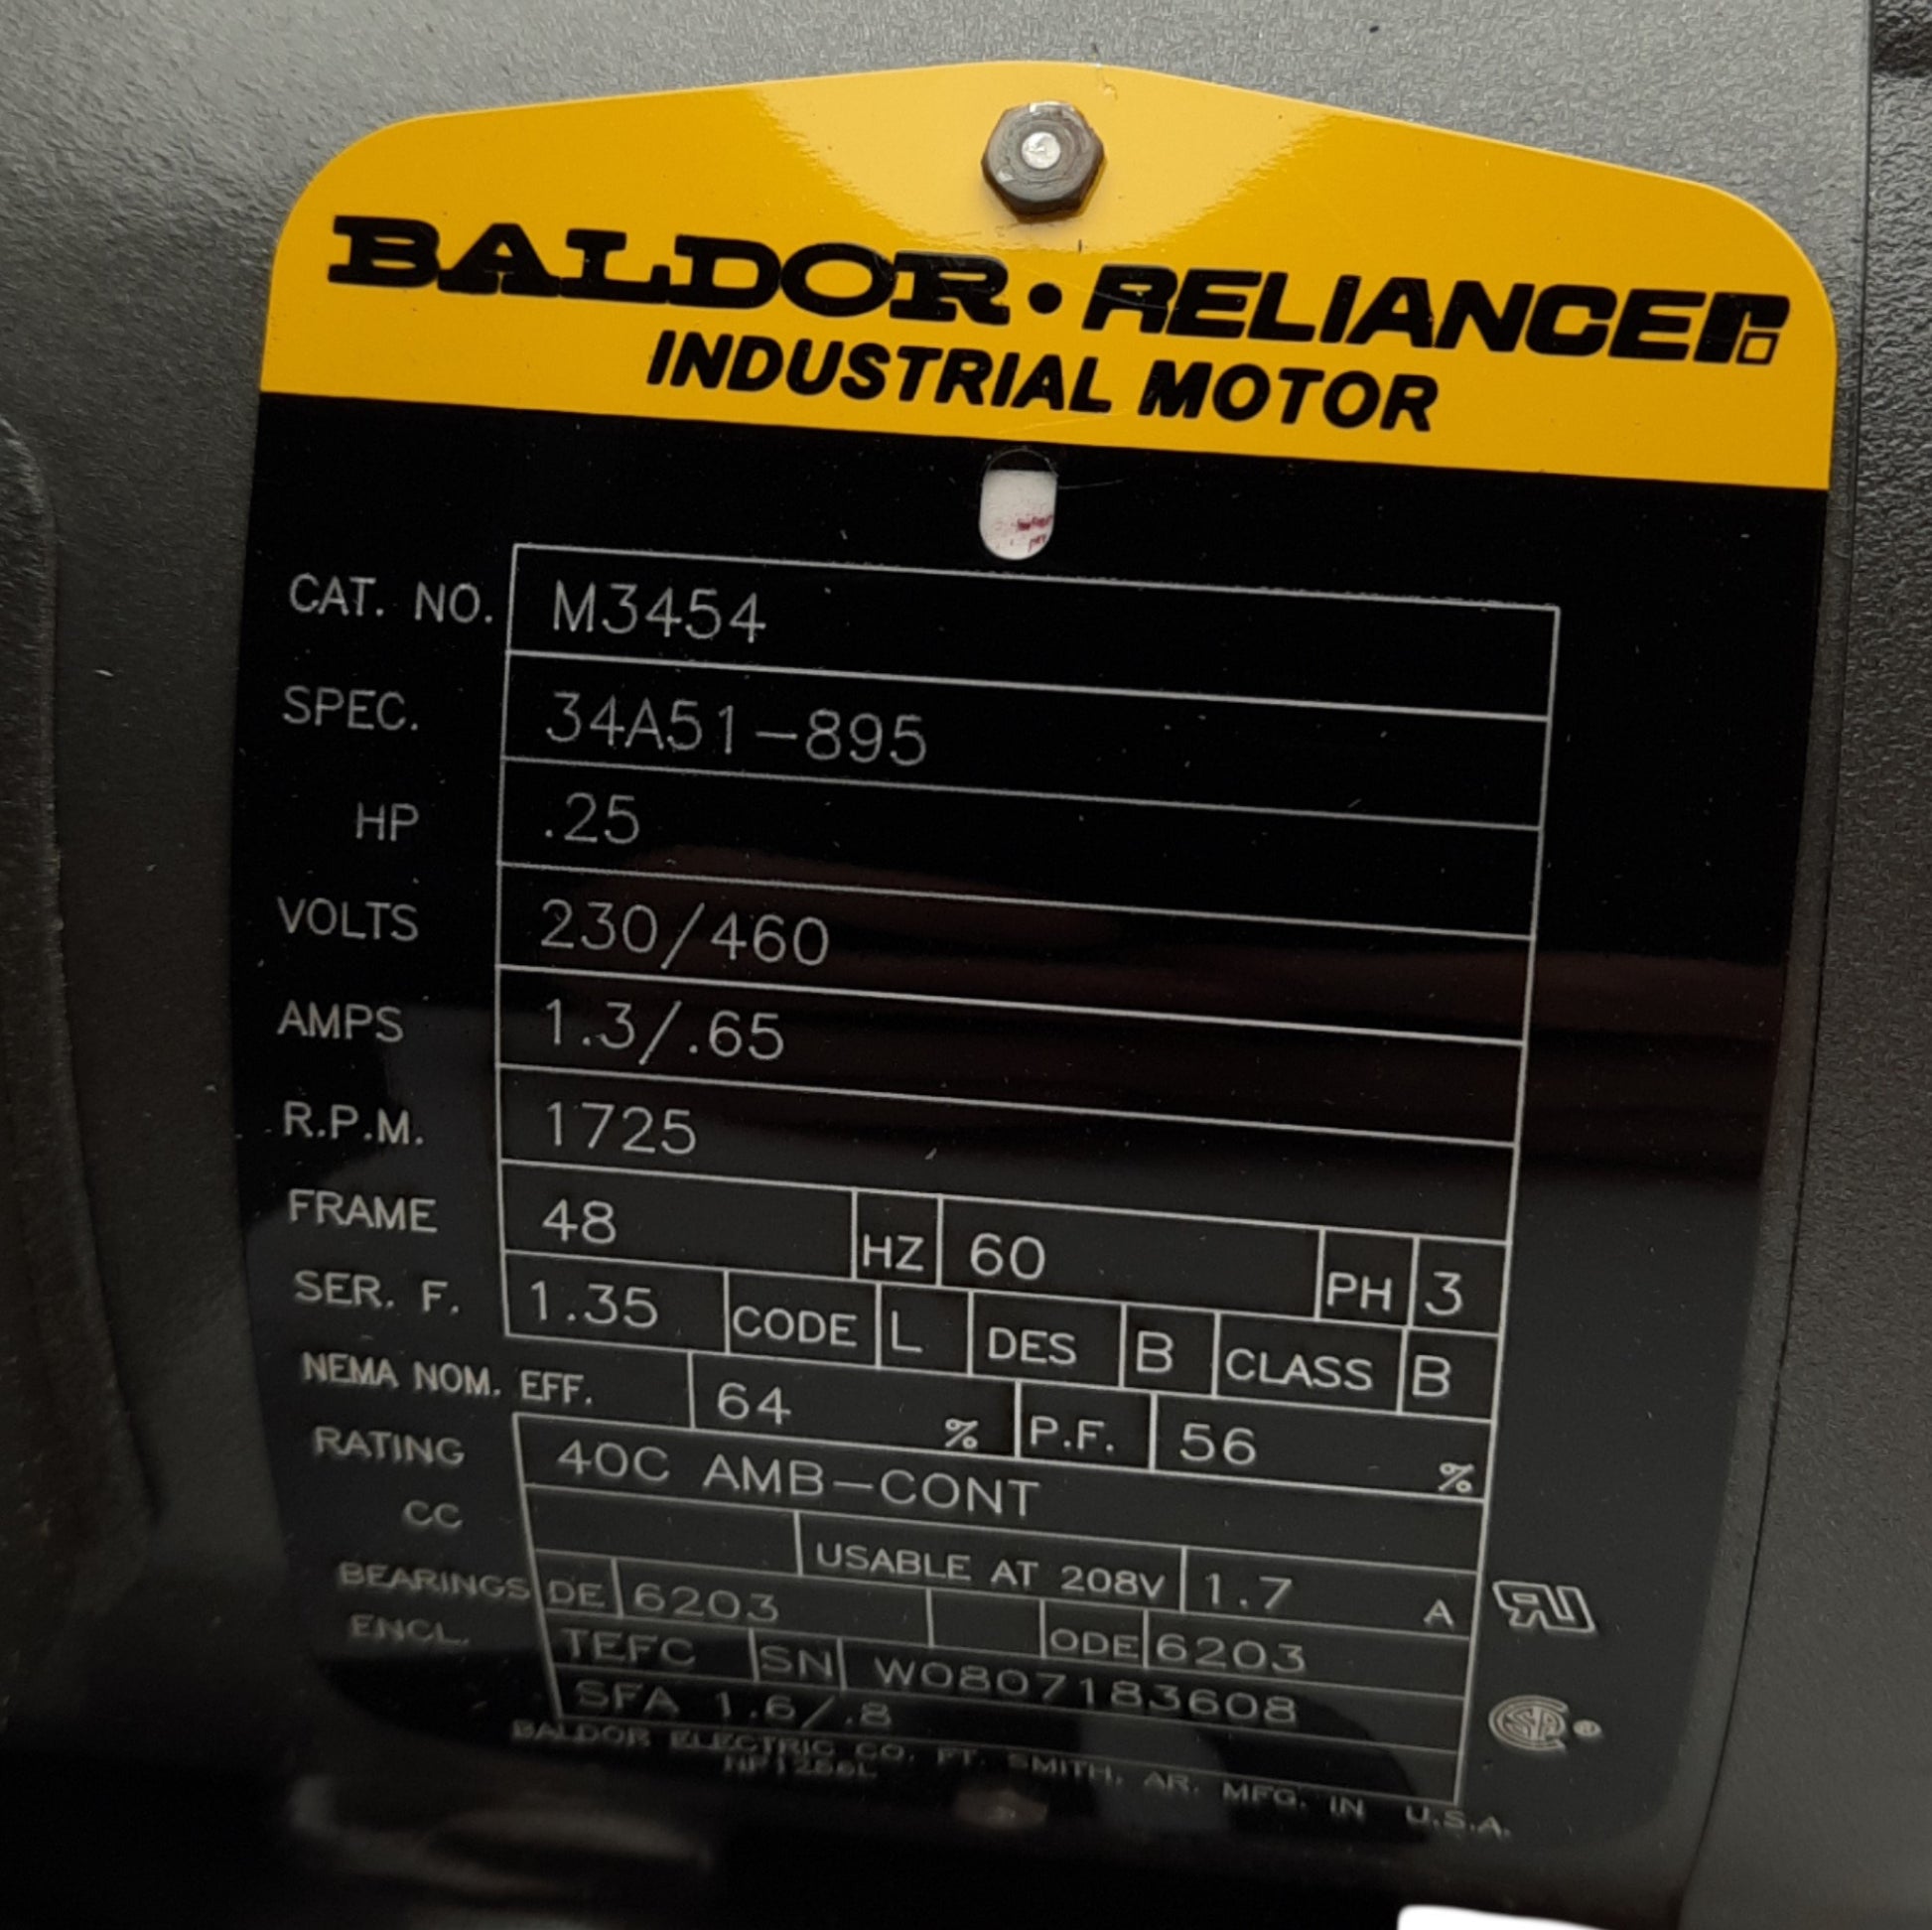 BALDOR • RELIANCE
INDUSTRIAL MOTOR
CAT. NO. M3454
SPEC. 34A51-895
HP .25
VOLTS 230/460
AMPS 1.3/.65
R.P.M. 1725
FRAME 48 HZ 60 PH 3
SER. F. 1.35 CODE L DES B CLASS B
NEMA NOM. EFF. 64 % P.F. 56 %
RATING 40C AMB-CONT
CC USABLE AT 208V 1.7 A
BEARINGS DE 6203 ODE 6203
ENCL. TEFC SN W0807183608
SFA 1.6/.8
BALDOR ELECTRIC CO. FT. SMITH, AR. MFG. IN U.S.A.